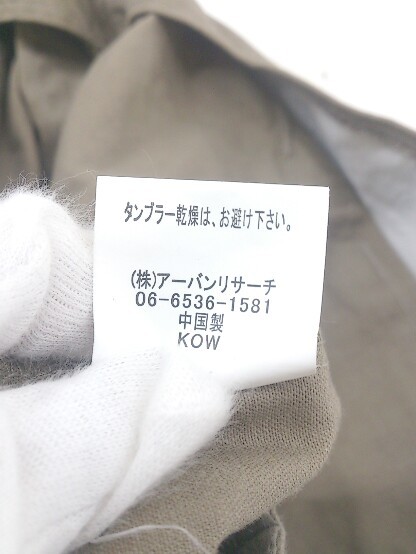 タンブラー乾燥は、お避け下さい。
(株)アーバンリサーチ
06-6536-1581
中国製
KOW